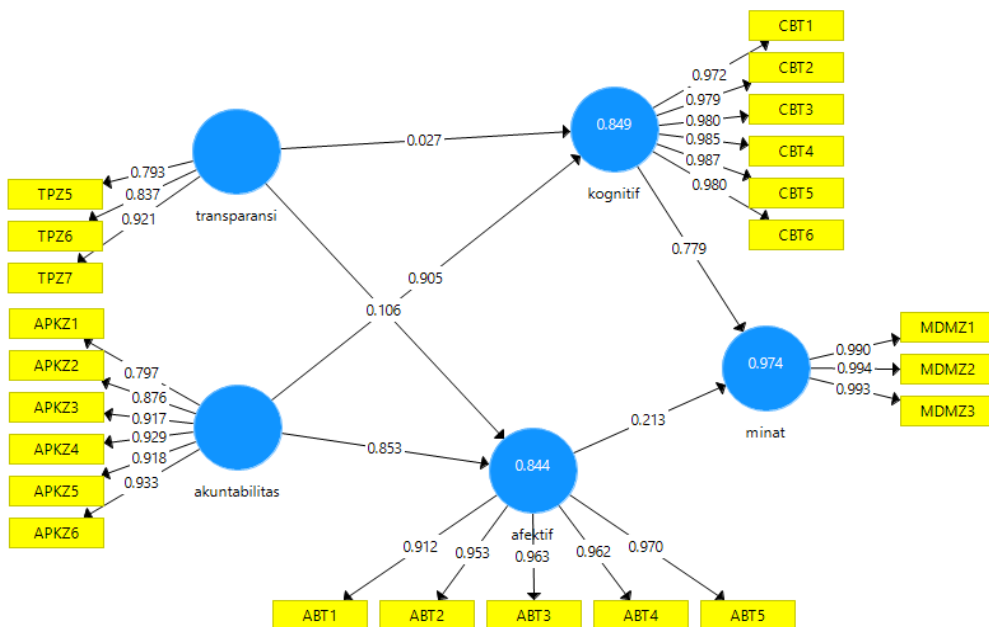 CBT1
CBT2
CBT3
CBT4
CBT5
CBT6
0.972
0.979
0.980
0.985
0.987
0.980
0.849
kognitif
0.027
transparansi
0.793
0.837
0.921
TPZ5
TPZ6
TPZ7
0.905
0.106
0.779
APKZ1
APKZ2
APKZ3
APKZ4
APKZ5
APKZ6
0.797
0.876
0.917
0.929
0.918
0.933
akuntabilitas
0.853
0.844
afektif
0.213
0.974
minat
0.990
0.994
0.993
MDMZ1
MDMZ2
MDMZ3
0.912
0.953
0.963
0.962
0.970
ABT1
ABT2
ABT3
ABT4
ABT5